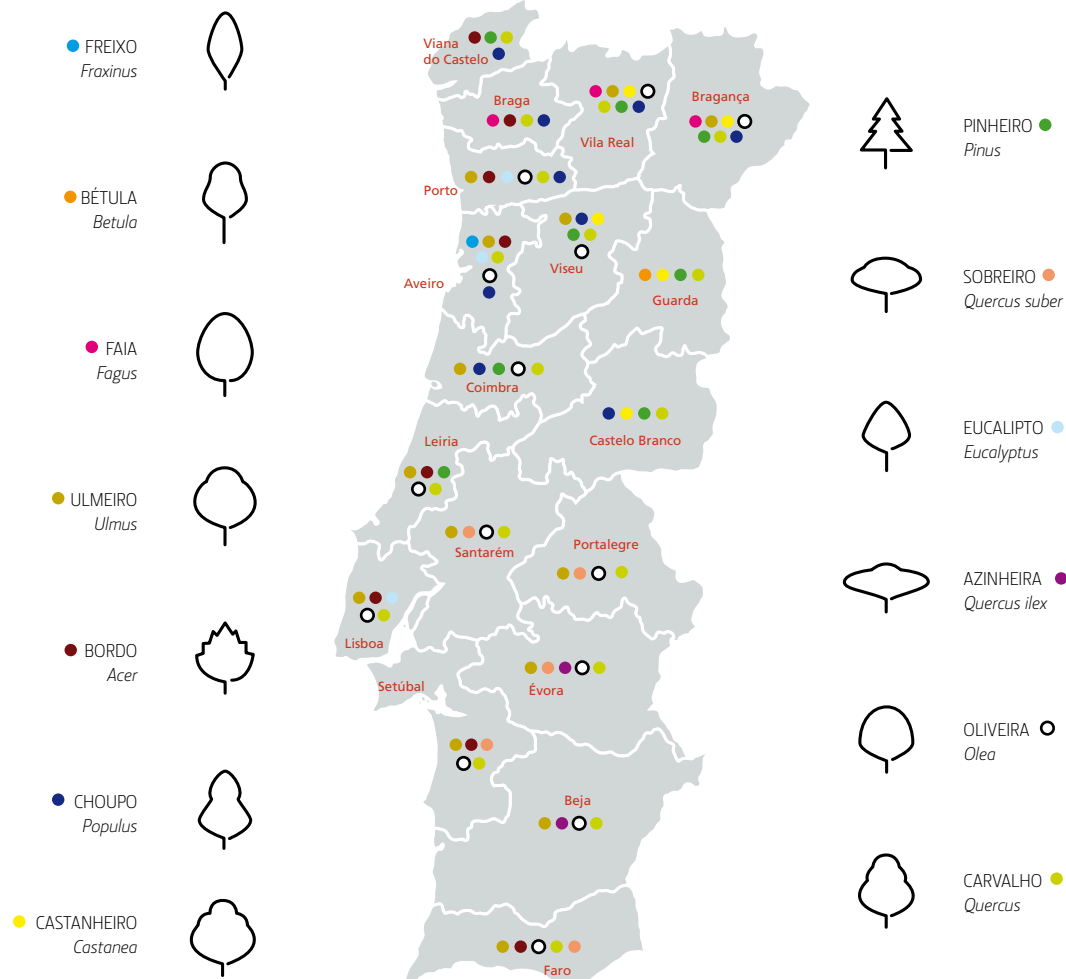 FREIXO
Fraxinus
BÉTULA
Betula
FAIA
Fagus
ULMEIRO
Ulmus
BORDO
Acer
CHOUPO
Populus
CASTANHEIRO
Castanea
Viana
do Castelo
Braga
Vila Real
Bragança
Porto
Aveiro
Viseu
Guarda
Coimbra
Castelo Branco
Leiria
Santarém
Portalegre
Lisboa
Setúbal
Évora
Beja
Faro
PINHEIRO
Pinus
SOBREIRO
Quercus suber
EUCALIPTO
Eucalyptus
AZINHEIRA
Quercus ilex
OLIVEIRA
Olea
CARVALHO
Quercus